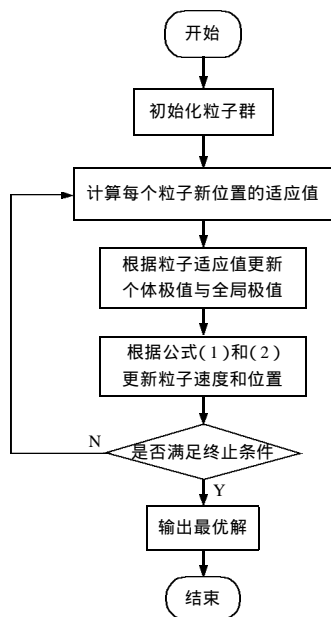 开始
初始化粒子群
计算每个粒子新位置的适应值
根据粒子适应值更新
个体极值与全局极值
根据公式(1)和(2)
更新粒子速度和位置
N
是否满足终止条件
Y
输出最优解
结束